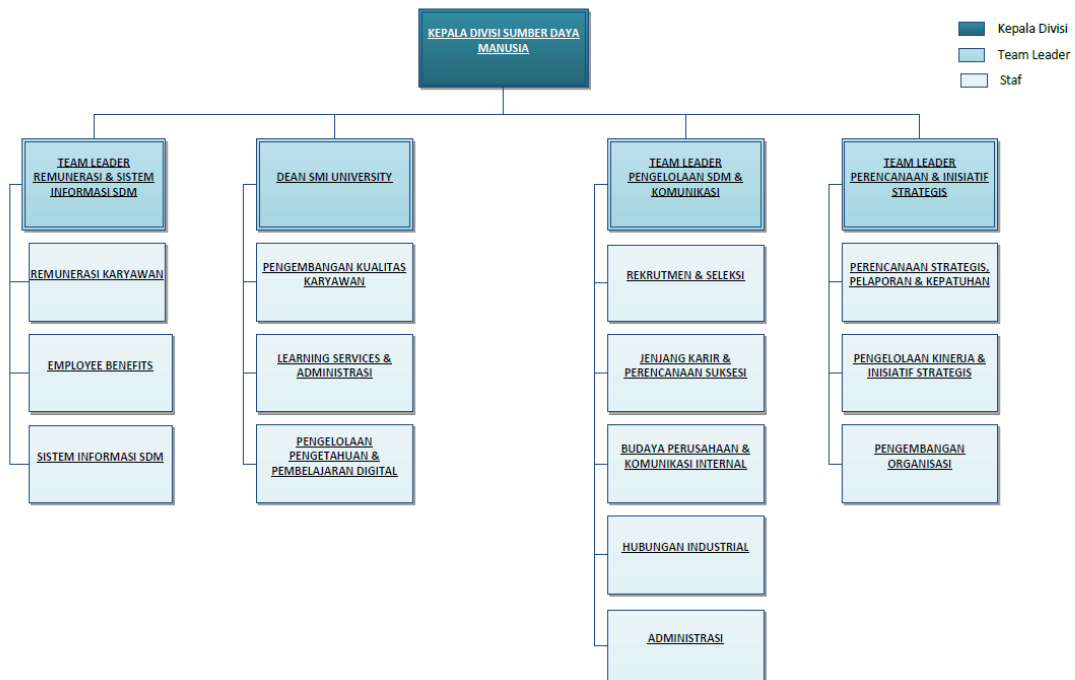 KEPALA DIVISI SUMBER DAYA
MANUSIA
Kepala Divisi
Team Leader
Staf
TEAM LEADER
REMUNERASI & SISTEM
INFORMASI SDM
REMUNERASI KARYAWAN
EMPLOYEE BENEFITS
SISTEM INFORMASI SDM
DEAN SMI UNIVERSITY
PENGEMBANGAN KUALITAS
KARYAWAN
LEARNING SERVICES &
ADMINISTRASI
PENGELOLAAN
PENGETAHUAN &
PEMBELAJARAN DIGITAL
TEAM LEADER
PENGELOLAAN SDM &
KOMUNIKASI
REKRUTMEN & SELEKSI
JENJANG KARIR &
PERENCANAAN SUKSESI
BUDAYA PERUSAHAAN &
KOMUNIKASI INTERNAL
HUBUNGAN INDUSTRIAL
ADMINISTRASI
TEAM LEADER
PERENCANAAN & INISIATIF
STRATEGIS
PERENCANAAN STRATEGIS,
PELAPORAN & KEPATUHAN
PENGELOLAAN KINERJA &
INISIATIF STRATEGIS
PENGEMBANGAN
ORGANISASI